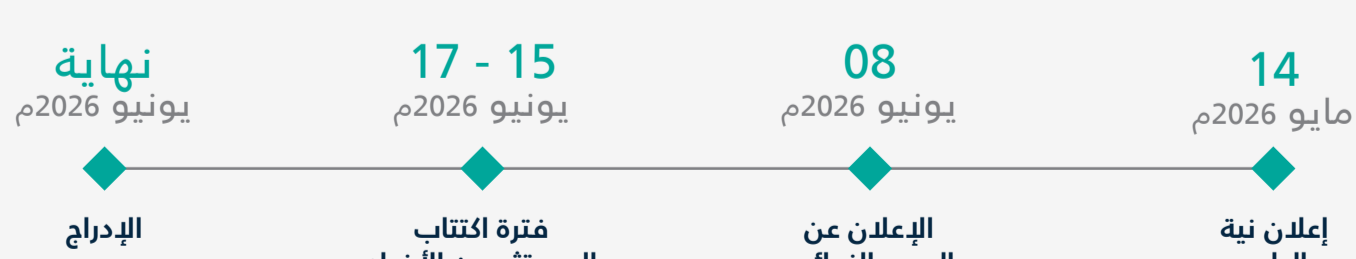 14
مايو 2026م
إعلان نية
08
يونيو 2026م
الإعلان عن
15 - 17
يونيو 2026م
فترة اكتتاب
نهاية
يونيو 2026م
الإدراج